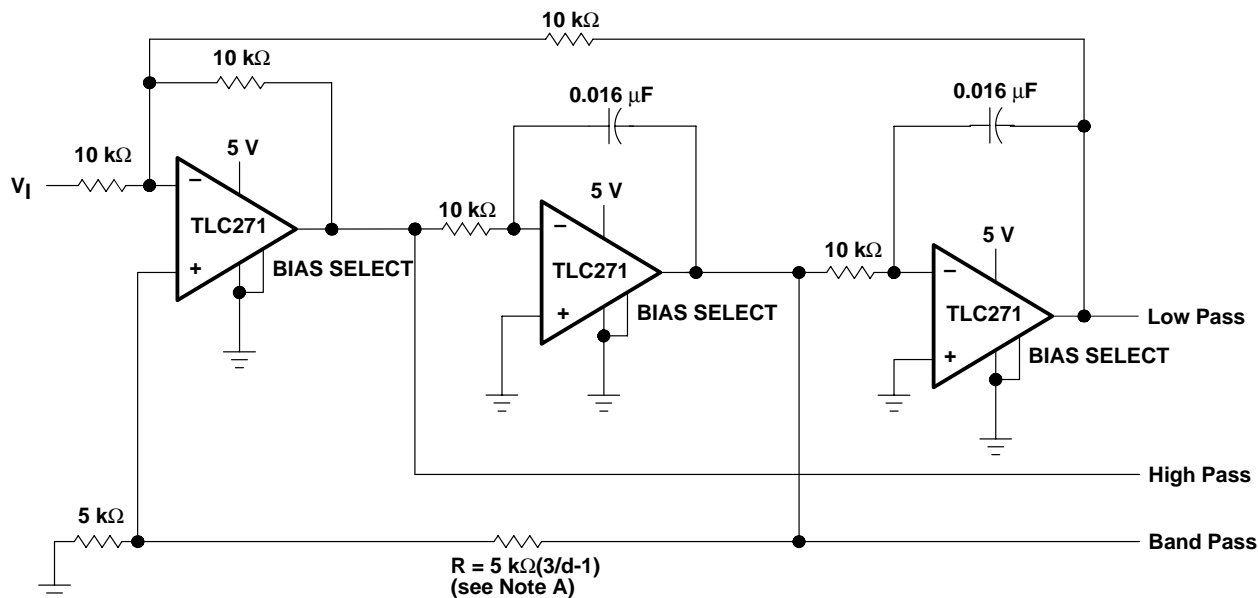 10 kΩ
10 kΩ
0.016 μF
0.016 μF
10 kΩ
5 V
VI
−
TLC271
+
BIAS SELECT
10 kΩ
5 V
−
TLC271
+
BIAS SELECT
10 kΩ
5 V
−
TLC271
+
BIAS SELECT
Low Pass
High Pass
5 kΩ
Band Pass
R = 5 kΩ(3/d-1)
(see Note A)